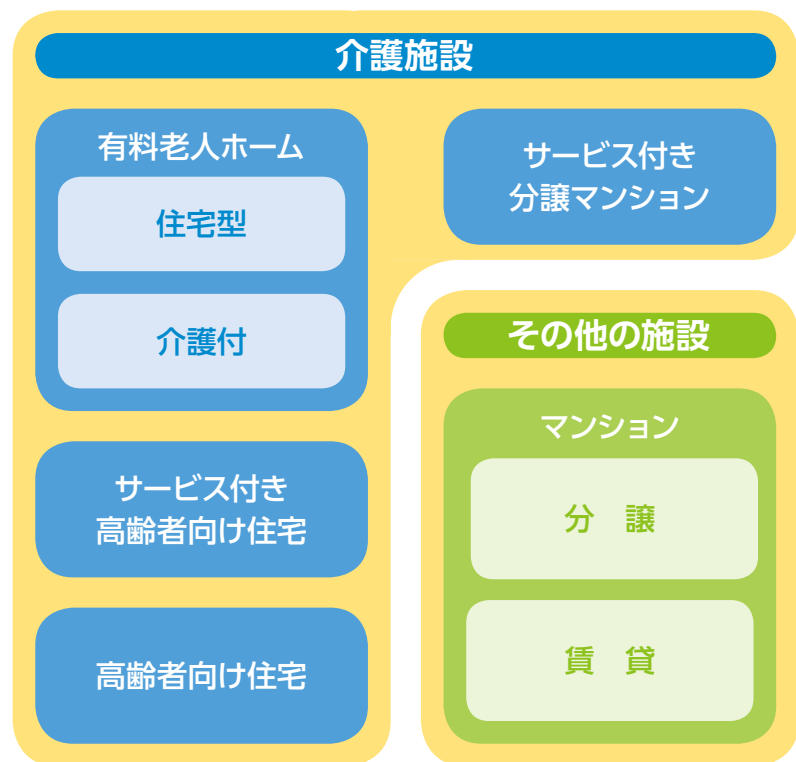 介護施設
有料老人ホーム
住宅型
介護付
サービス付き
高齢者向け住宅
高齢者向け住宅
サービス付き
分譲マンション
その他の施設
マンション
分　譲
賃　貸